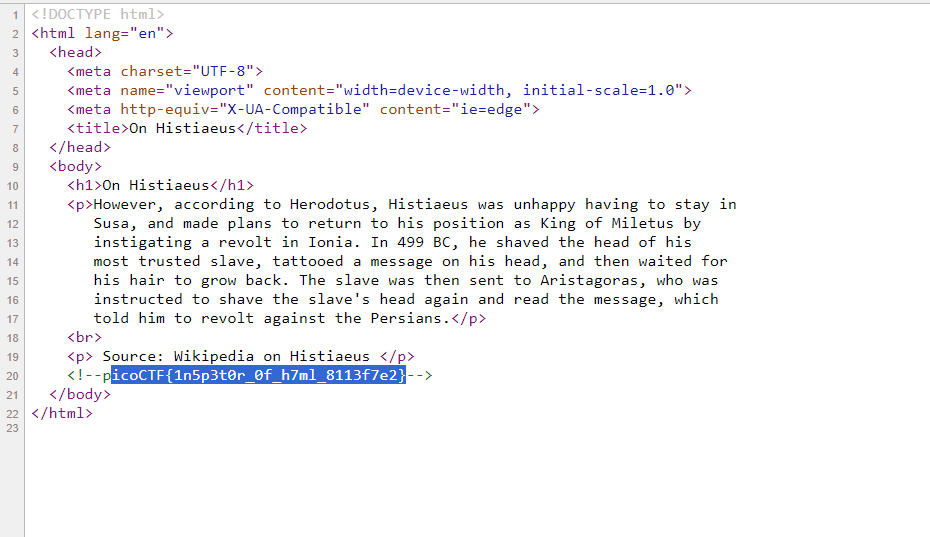 1 <!DOCTYPE html>
2 <html lang="en">
3 <head>
4 <meta charset="UTF-8">
5 <meta name="viewport" content="width=device-width, initial-scale=1.0">
6 <meta http-equiv="X-UA-Compatible" content="ie=edge">
7 <title>On Histiaeus</title>
8 </head>
9 <body>
10 <h1>On Histiaeus</h1>
11 <p>However, according to Herodotus, Histiaeus was unhappy having to stay in
12 Susa, and made plans to return to his position as King of Miletus by
13 instigating a revolt in Ionia. In 499 BC, he shaved the head of his
14 most trusted slave, tattooed a message on his head, and then waited for
15 his hair to grow back. The slave was then sent to Aristagoras, who was
16 instructed to shave the slave's head again and read the message, which
17 told him to revolt against the Persians.</p>
18 <br>
19 <p> Source: Wikipedia on Histiaeus </p>
20 <!--picoCTF{1n5p3t0r_0f_h7ml_8113f7e2}-->
21 </body>
22 </html>
23